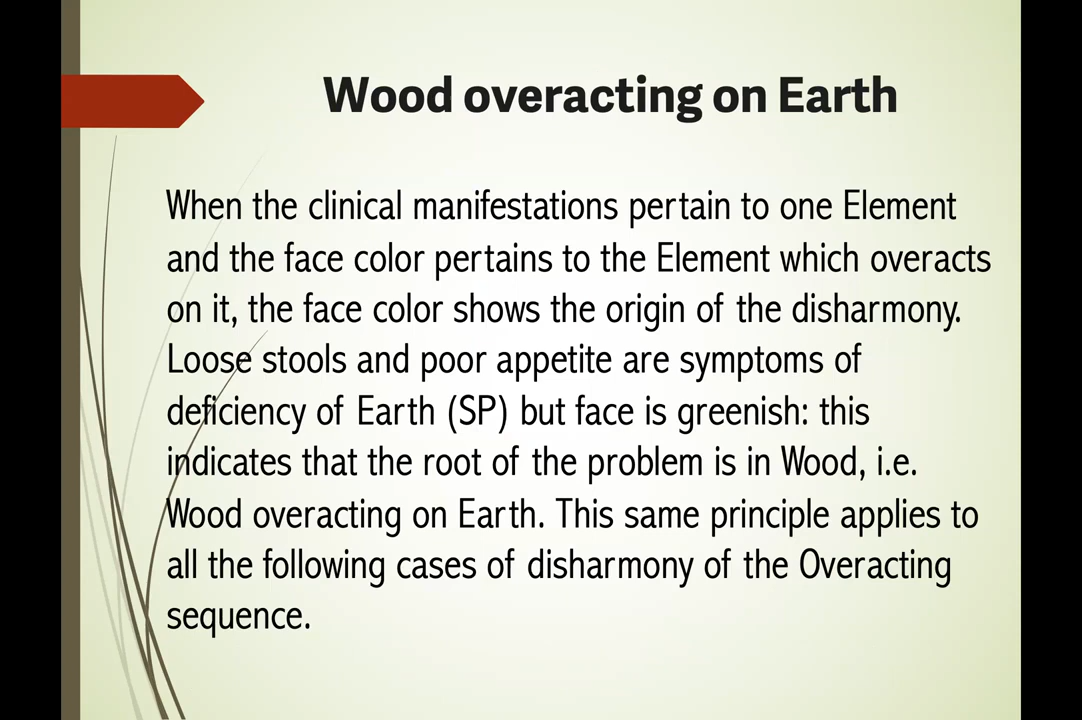 Wood overacting on Earth
When the clinical manifestations pertain to one Element
and the face color pertains to the Element which overacts
on it, the face color shows the origin of the disharmony.
Loose stools and poor appetite are symptoms of
deficiency of Earth (SP) but face is greenish: this
indicates that the root of the problem is in Wood, i.e.
Wood overacting on Earth. This same principle applies to
all the following cases of disharmony of the Overacting
sequence.